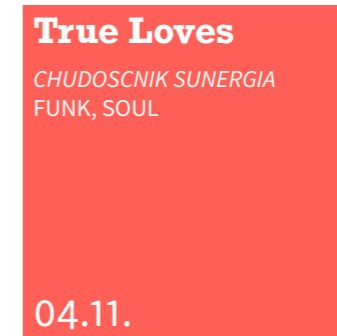 True Loves
CHUDOSCNIK SUNERGIA
FUNK, SOUL
04.11.